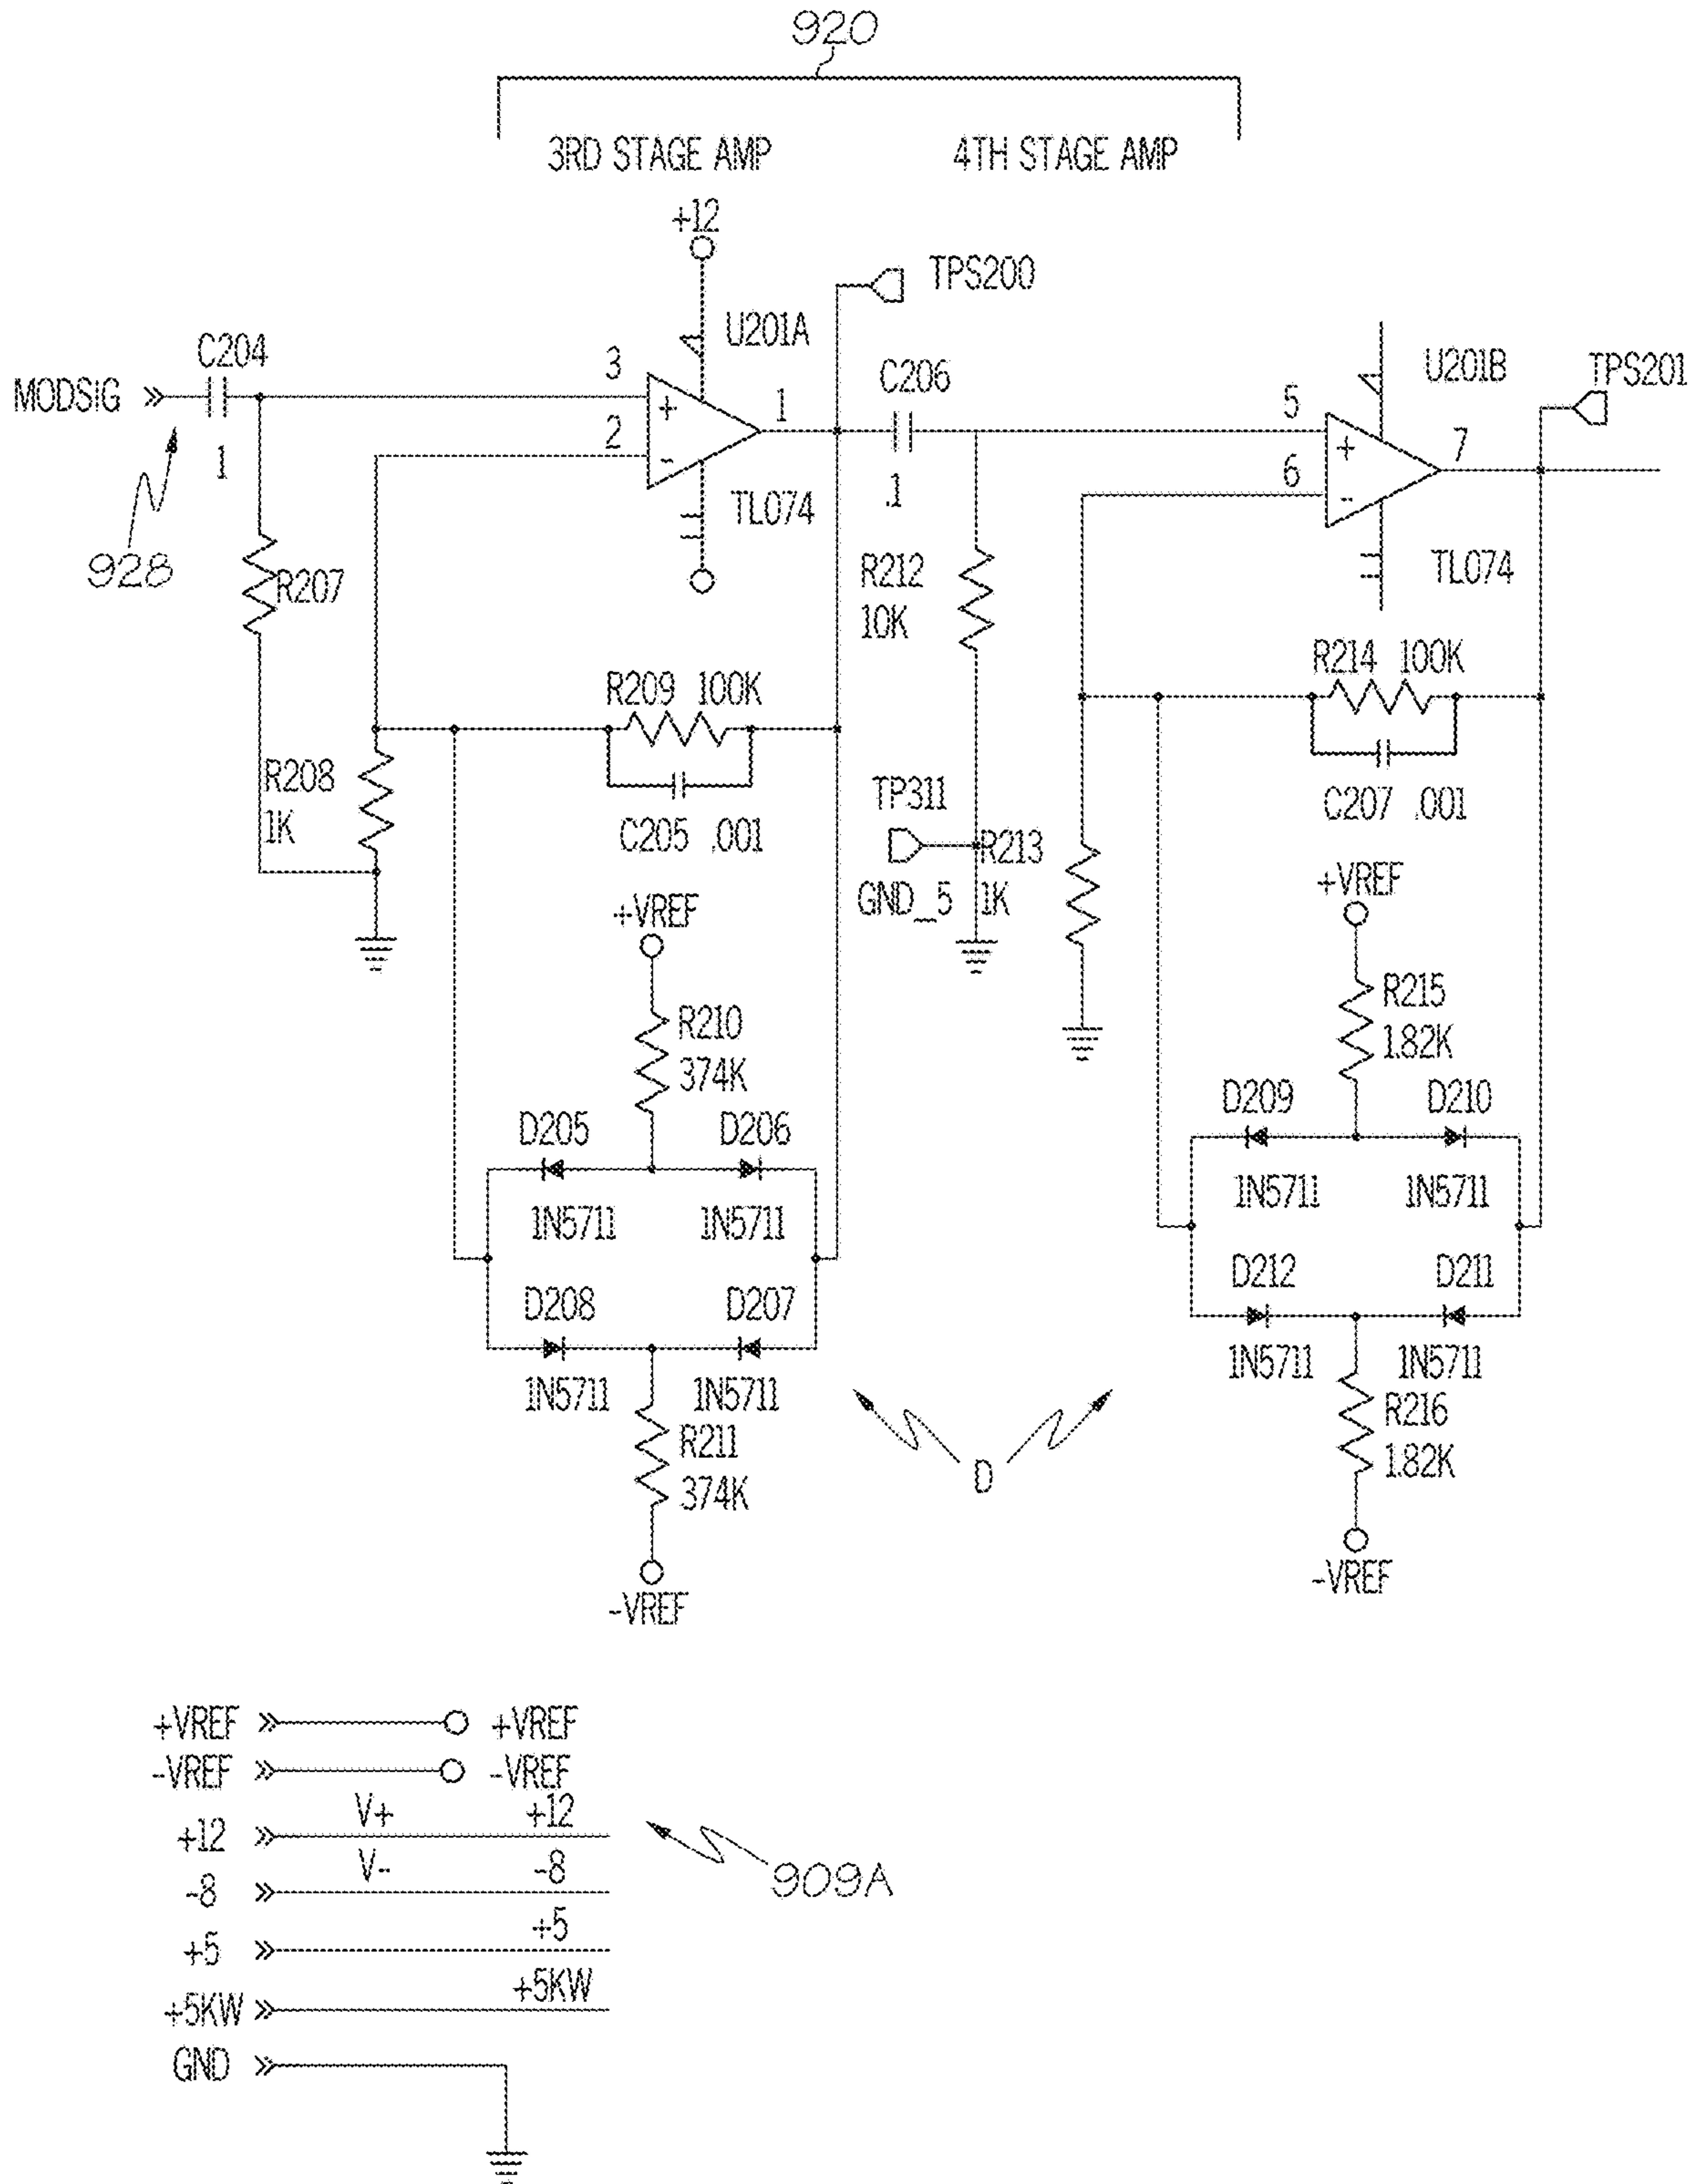 920
3RD STAGE AMP
4TH STAGE AMP
+12
TPS200
U201A
C204
3
MODSIG
+
1
C206
U201B
TPS201
5
2
-
1
.1
+
7
6
-
TL074
928
R207
R212
10K
TL074
R209 100K
R214 100K
R208
1K
C205 .001
TP311
GND_5
R213
1K
C207 .001
+VREF
+VREF
R210
374K
R215
1.82K
D205
D206
D209
D210
1N5711
1N5711
1N5711
1N5711
D208
D207
D212
D211
1N5711
1N5711
1N5711
1N5711
R211
374K
D
R216
1.82K
-VREF
-VREF
+VREF
+VREF
-VREF
-VREF
+12
V+
+12
-8
V-
-8
909A
+5
+5
+5KW
+5KW
GND